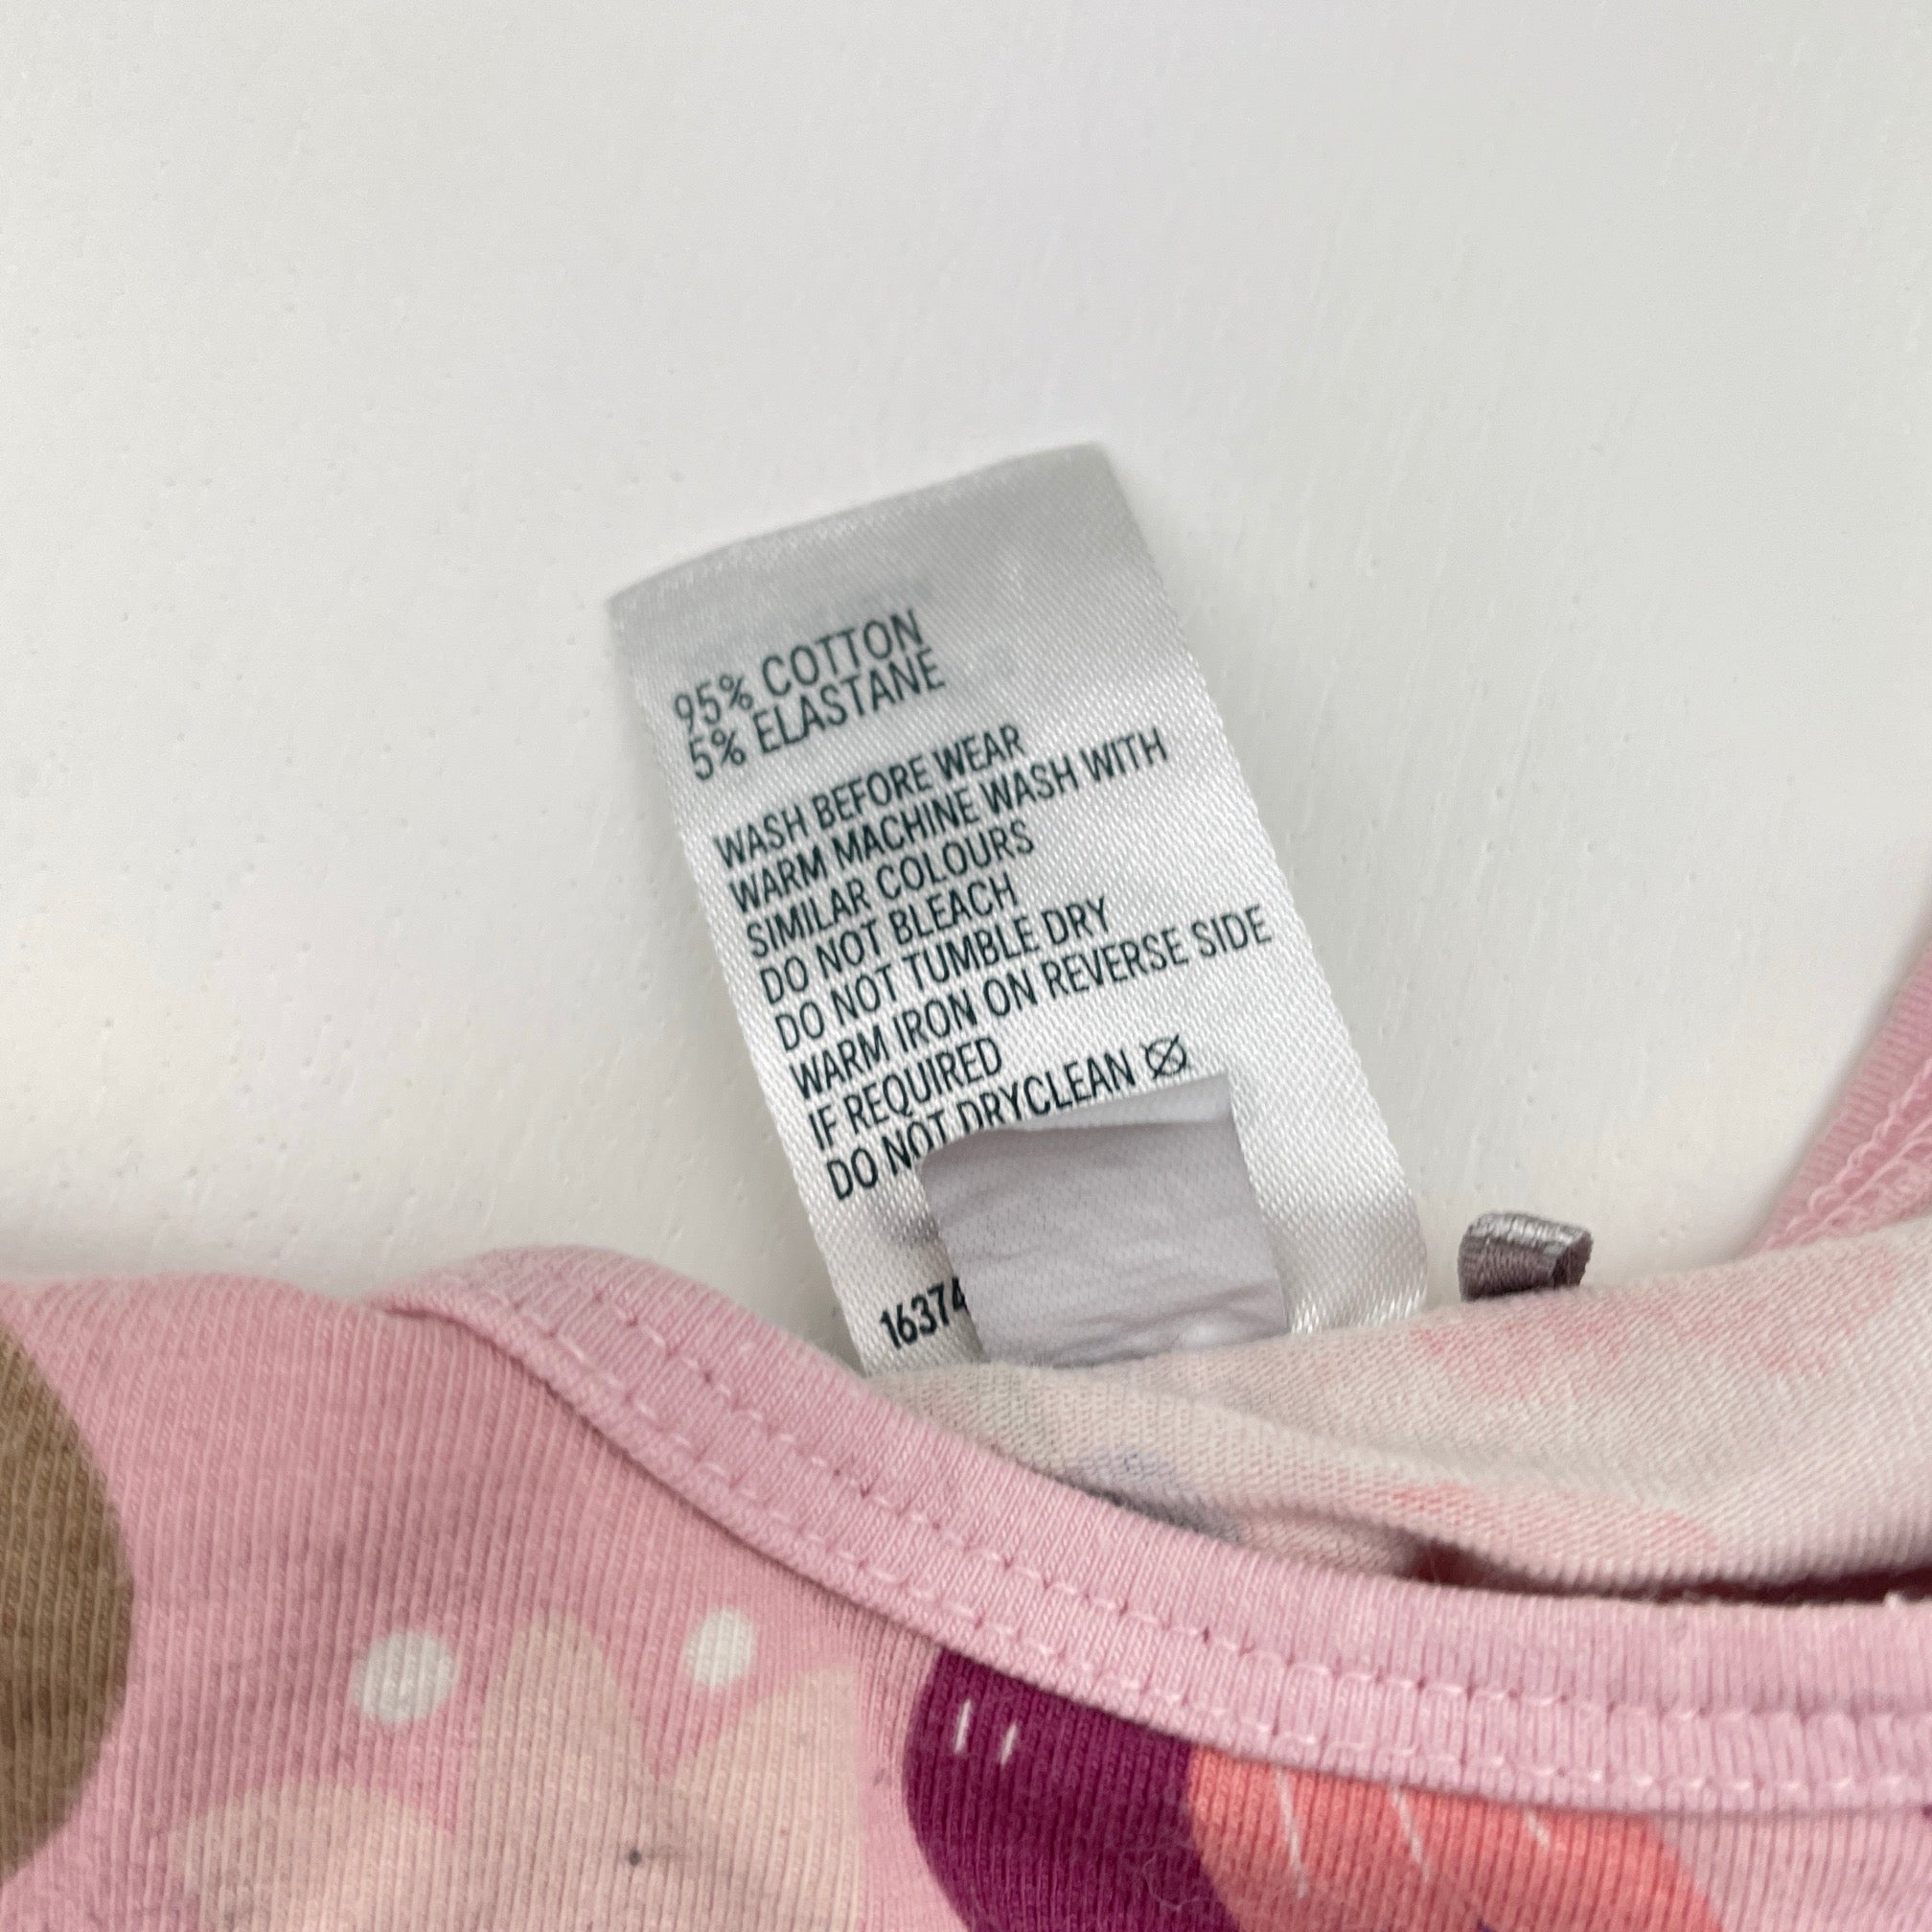 95% COTTON
5% ELASTANE
WASH BEFORE WEAR
WARM MACHINE WASH WITH
SIMILAR COLOURS
DO NOT BLEACH
DO NOT TUMBLE DRY
WARM IRON ON REVERSE SIDE
IF REQUIRED
DO NOT DRYCLEAN
16374